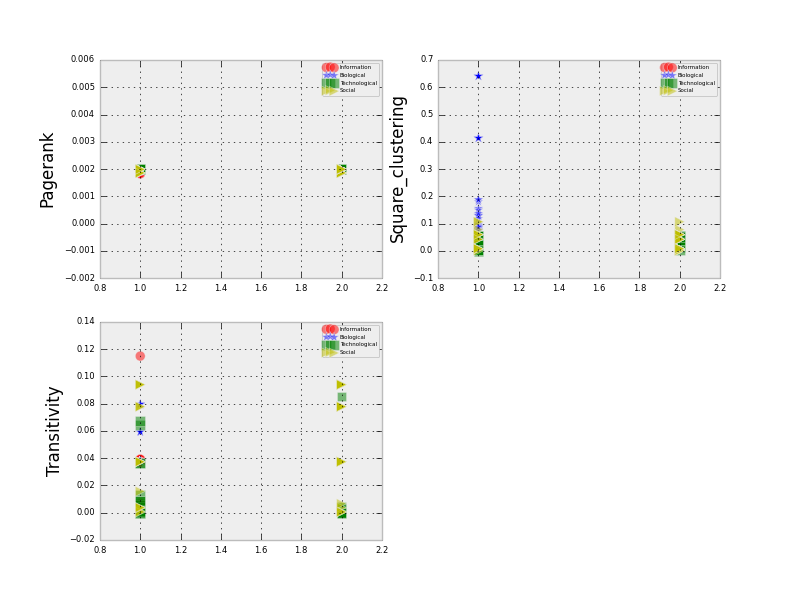 Pagerank
0.006
0.005
0.004
0.003
0.002
0.001
0.000
−0.001
−0.002
0.8 1.0 1.2 1.4 1.6 1.8 2.0 2.2
Information
Biological
Technological
Social
Square_clustering
0.7
0.6
0.5
0.4
0.3
0.2
0.1
0.0
−0.1
0.8 1.0 1.2 1.4 1.6 1.8 2.0 2.2
Information
Biological
Technological
Social
Transitivity
0.14
0.12
0.10
0.08
0.06
0.04
0.02
0.00
−0.02
0.8 1.0 1.2 1.4 1.6 1.8 2.0 2.2
Information
Biological
Technological
Social